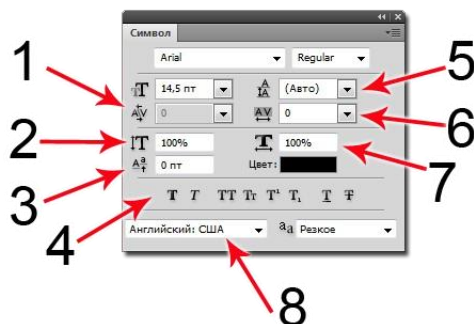 Символ
Arial Regular
1
14,5 пт (Авто) 5
0 0 6
2 100% 100% 7
3 0 пт Цвет:
4 T T TT Tт T¹ T₁ T T
Английский: США aa Резкое
8